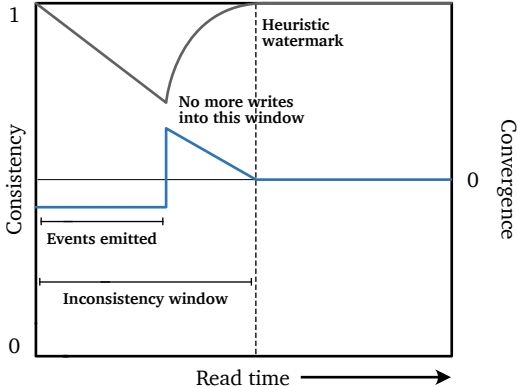 1
Heuristic
watermark
No more writes
into this window
Consistency
Convergence
0
Events emitted
Inconsistency window
0
Read time